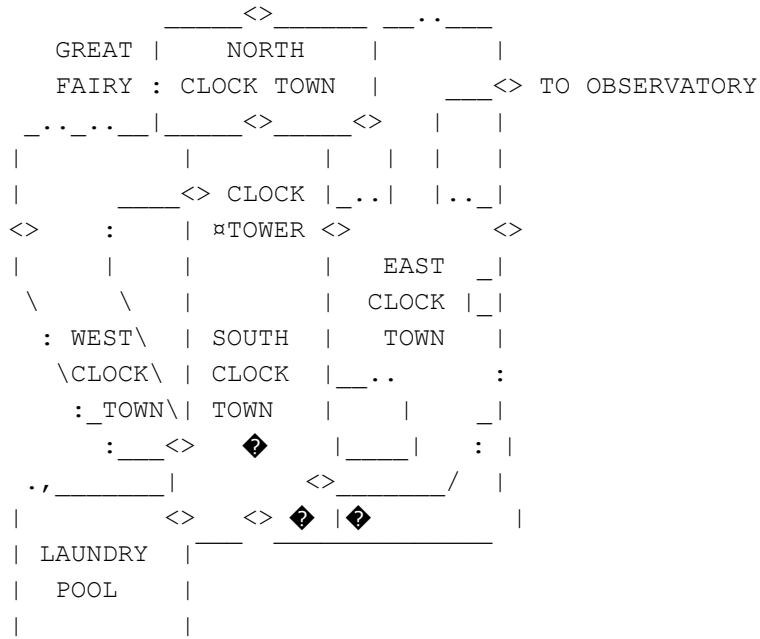 GREAT NORTH
FAIRY CLOCK TOWN
TO OBSERVATORY
CLOCK
¤TOWER
EAST
CLOCK
TOWN
WEST
CLOCK
TOWN
SOUTH
CLOCK
TOWN
LAUNDRY
POOL